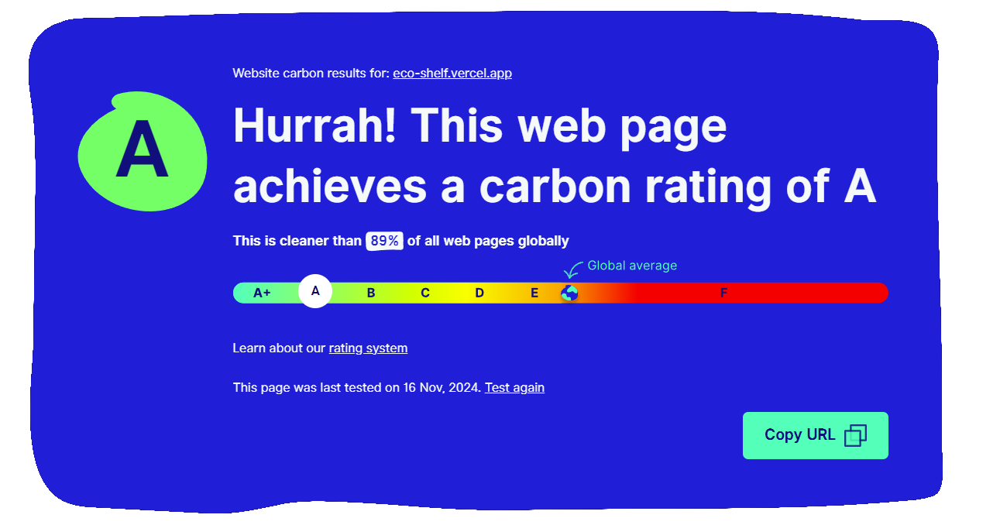 Website carbon results for: eco-shelf.vercel.app
A
Hurrah! This web page
achieves a carbon rating of A
This is cleaner than 89% of all web pages globally
Global average
A+ A B C D E F
Learn about our rating system
This page was last tested on 16 Nov, 2024. Test again
Copy URL